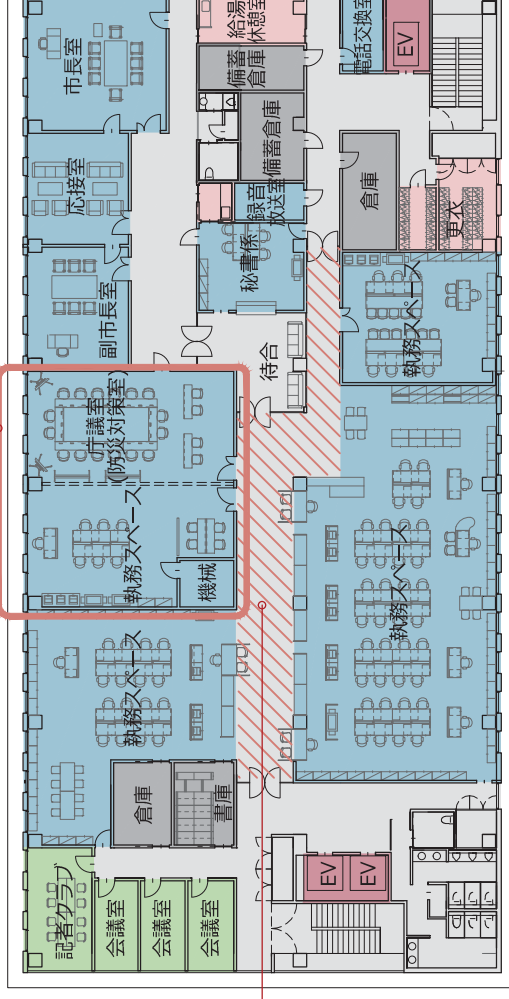 市長室
給湯
休憩室
電話交換室
EV
備蓄
倉庫
備蓄倉庫
応接室
倉庫
録音
放送室
更衣
秘書係
副市長室
執務スペース
待合
庁議室
(防災対策室)
執務スペース
機械
執務スペース
執務スペース
倉庫
書庫
記者クラブ
会議室
会議室
会議室
EV
EV